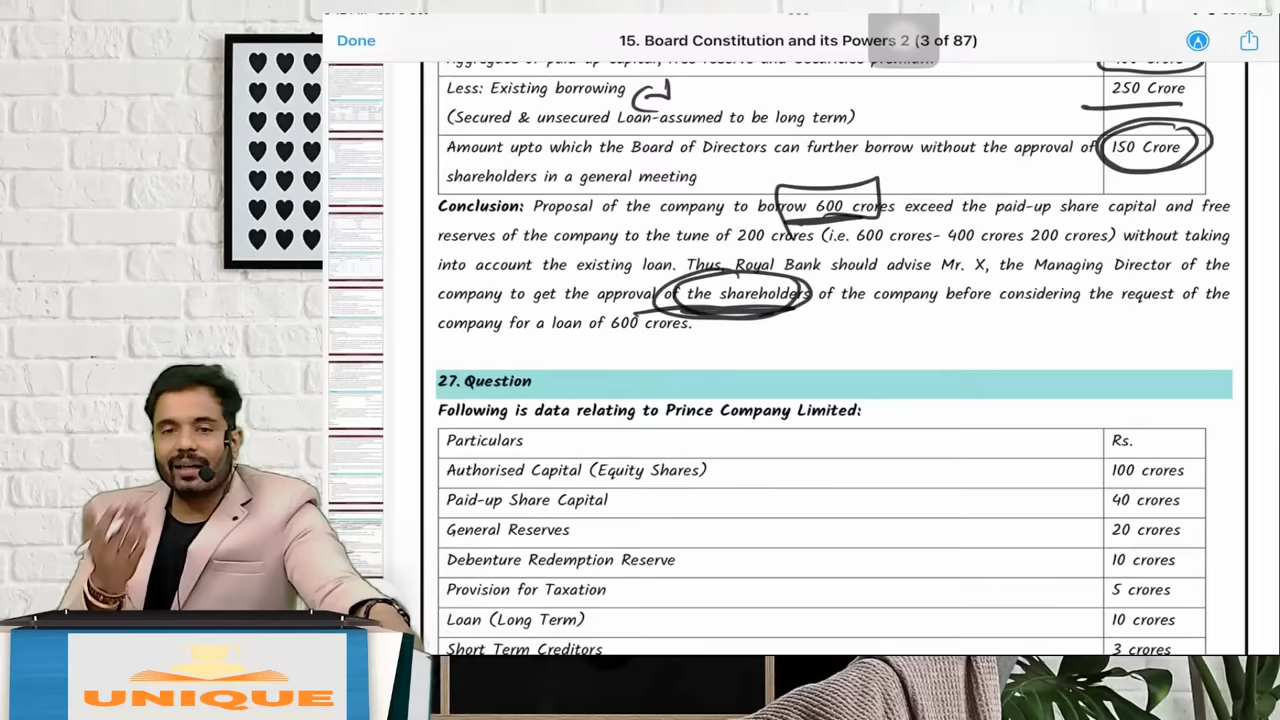 Done
15. Board Constitution and its Powers 2 (3 of 87)
Less: Existing borrowing
250 Crore
(Secured & unsecured Loan-assumed to be long term)
Amount upto which the Board of Directors can further borrow without the approval of
150 Crore
shareholders in a general meeting
Conclusion: Proposal of the company to 600 crores exceed the paid-up share capital and free
reserves of the company to the tune of 200 crores (i.e. 600 crores- 400 crores 200 crores) without taking
into account the existing loan. Thus, Bank should advise Mr. X, the Managing Director of the
company to get the appraval of the shareholders of the company before considering the request of the
company for a loan of 600 crores.
27. Question
Following is data relating to Prince Company Limited:
Particulars
Rs.
Authorised Capital (Equity Shares)
100 crores
Paid-up Share Capital
40 crores
General Reserves
20 crores
Debenture Redemption Reserve
10 crores
Provision for Taxation
5 crores
Loan (Long Term)
10 crores
Short Term Creditors
3 crores
UNIQUE